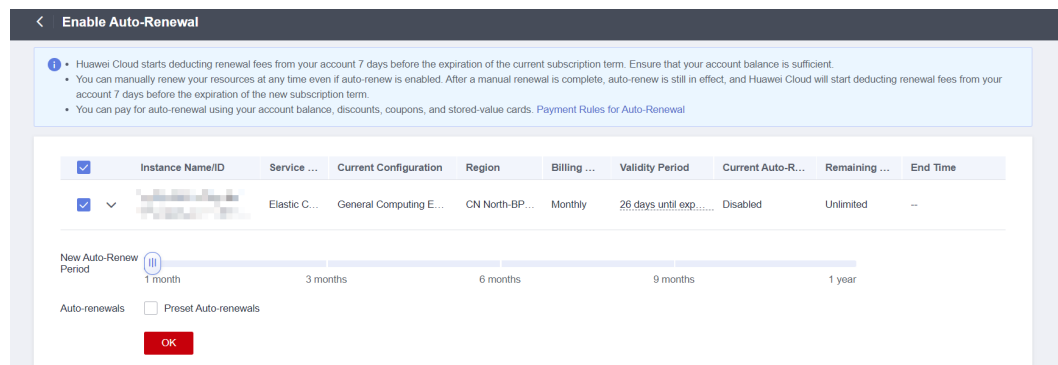 Enable Auto-Renewal
• Huawei Cloud starts deducting renewal fees from your account 7 days before the expiration of the current subscription term. Ensure that your account balance is sufficient.
• You can manually renew your resources at any time even if auto-renew is enabled. After a manual renewal is complete, auto-renew is still in effect, and Huawei Cloud will start deducting renewal fees from your
account 7 days before the expiration of the new subscription term.
• You can pay for auto-renewal using your account balance, discounts, coupons, and stored-value cards. Payment Rules for Auto-Renewal
Instance Name/ID Service ... Current Configuration Region Billing ... Validity Period Current Auto-R... Remaining ... End Time
Elastic C... General Computing E... CN North-BP... Monthly 26 days until exp... Disabled Unlimited --
New Auto-Renew
Period
1 month 3 months 6 months 9 months 1 year
Auto-renewals Preset Auto-renewals
OK